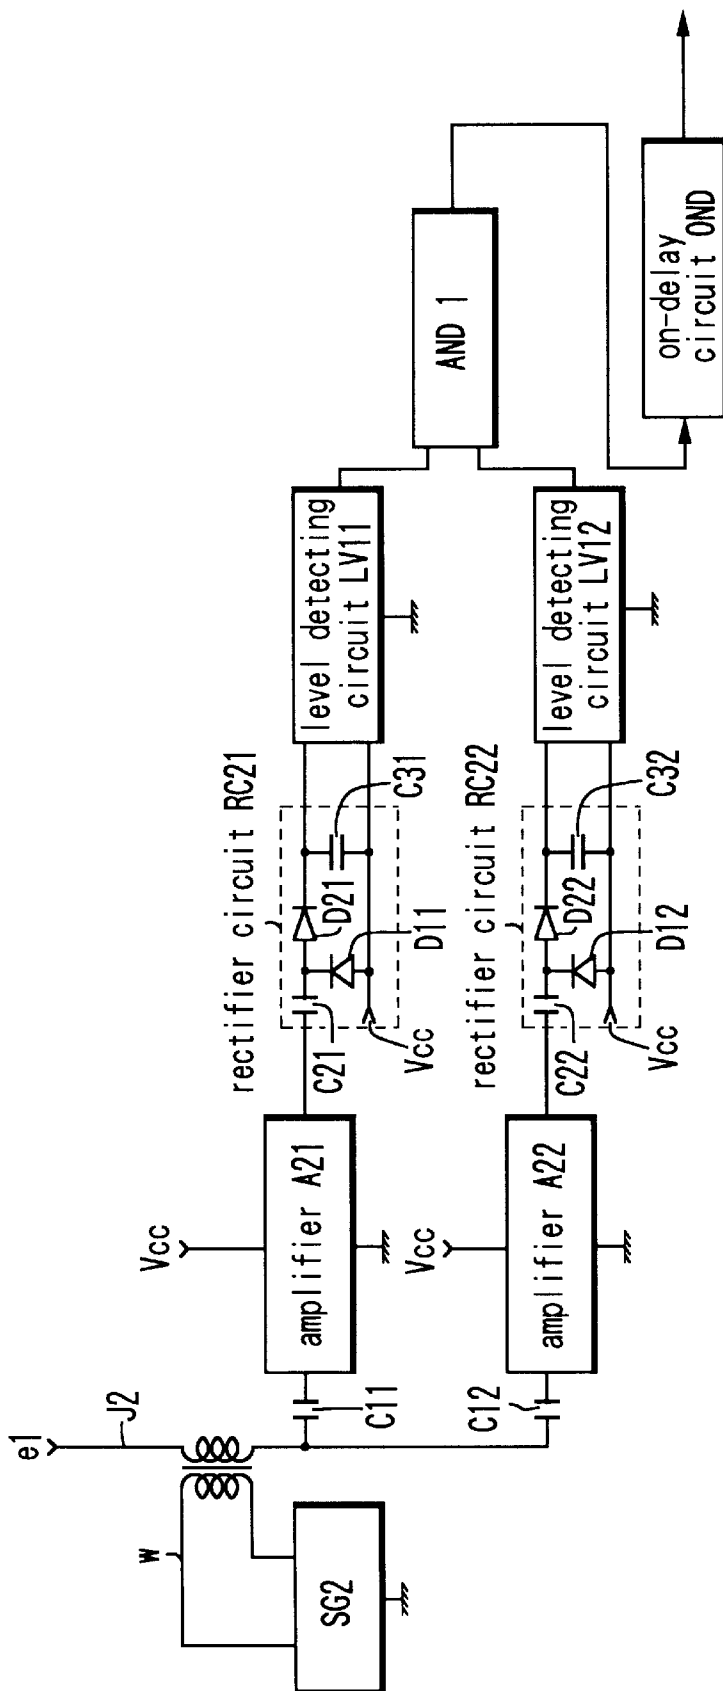 e1
J2
w
SG2
C11
C12
Vcc
amplifier A21
Vcc
amplifier A22
rectifier circuit RC21
C21
D21
D11
C31
Vcc
rectifier circuit RC22
C22
D22
D12
C32
Vcc
level detecting
circuit LV11
level detecting
circuit LV12
AND 1
on-delay
circuit OND